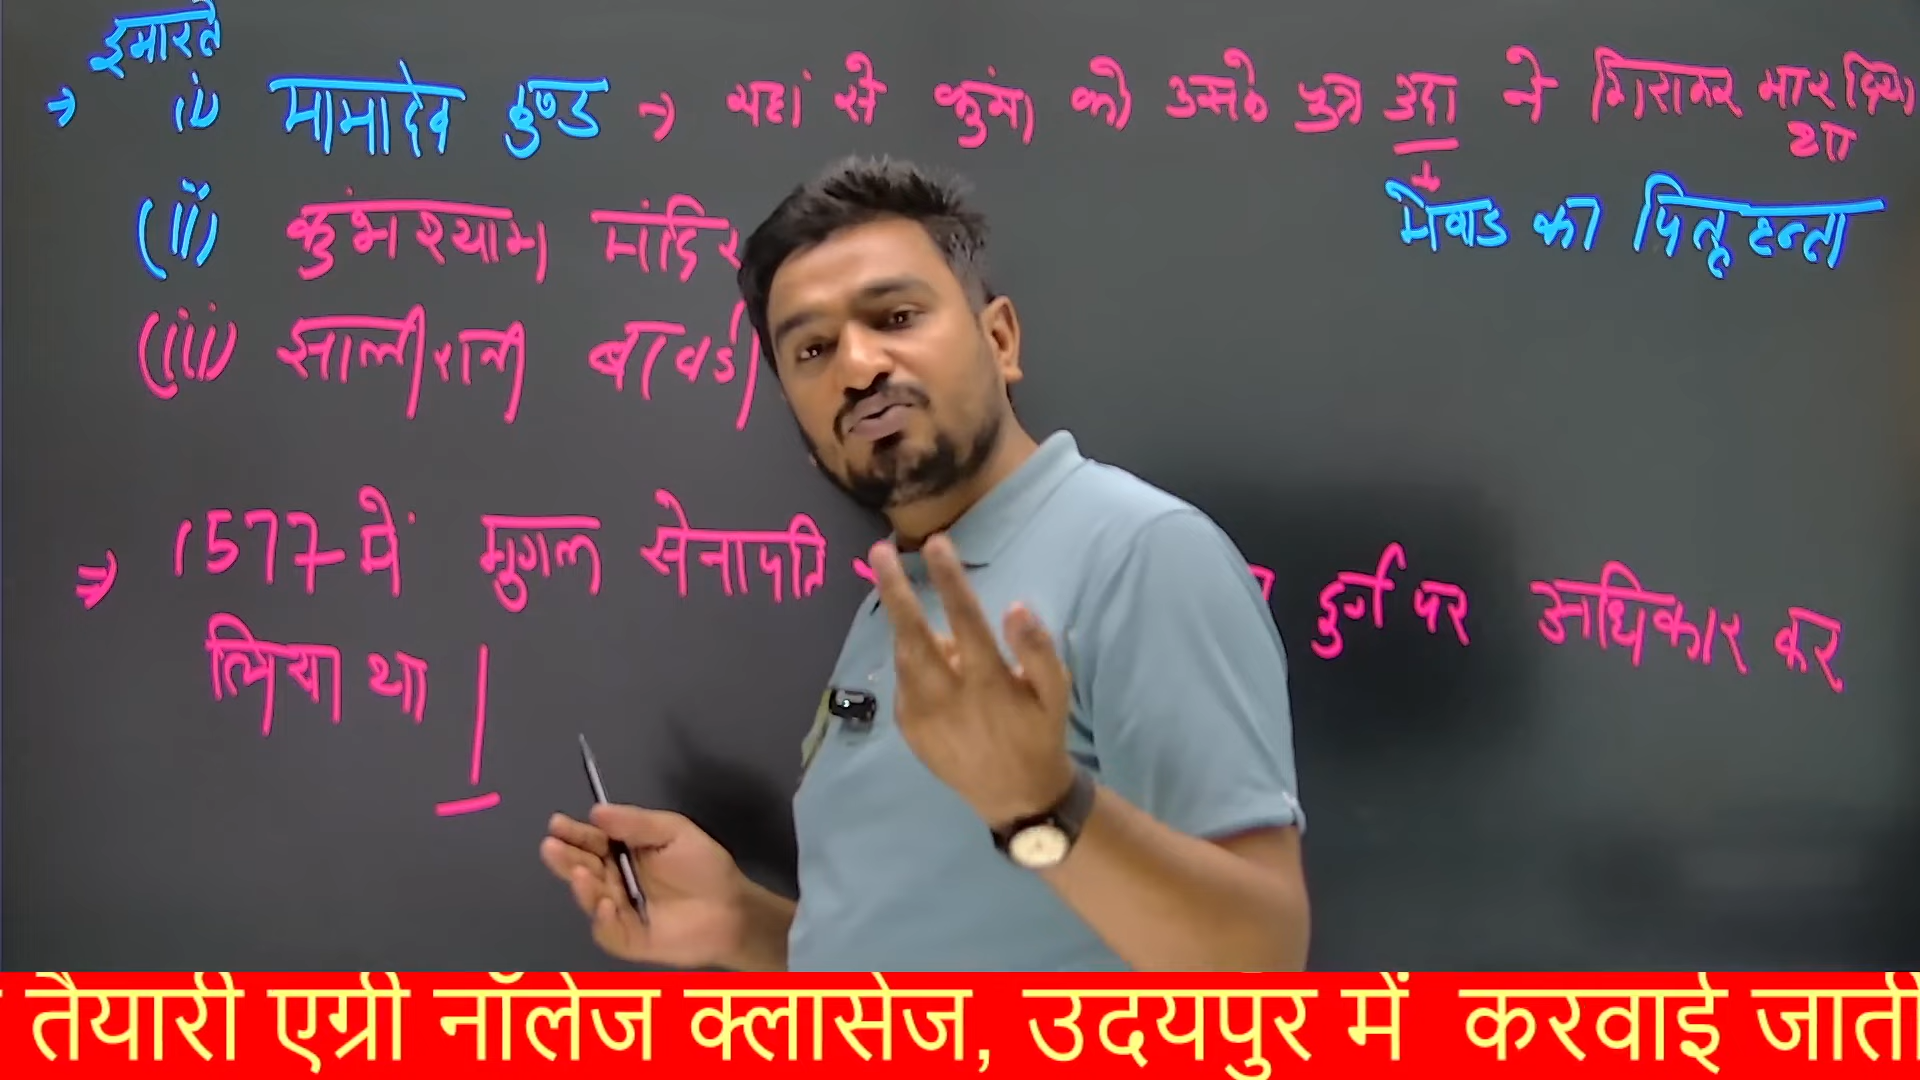 इमारते
→ (i) मामादेव कुण्ड → यहां से कुंभा को उसके पुत्र उदा ने गिराकर मार दिया
था
मेवाड का पितृहन्ता
(ii) कुंभश्याम मंदिर
(iii) सालीरानी बावडी
⇒ 1577 में मुगल सेनापति दुर्ग पर अधिकार कर
लिया था
तैयारी एग्री नॉलेज क्लासेज, उदयपुर में करवाई जाती